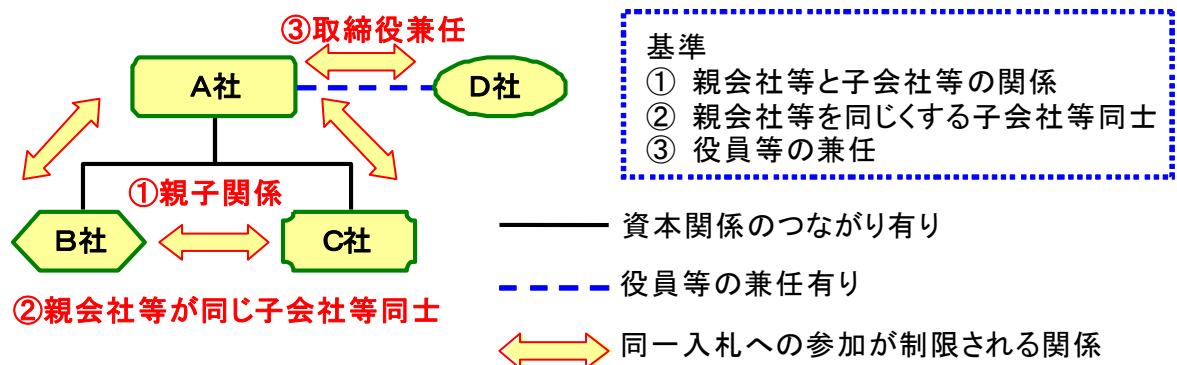 ③取締役兼任
A社
D社
①親子関係
B社
C社
②親会社等が同じ子会社等同士
基準
① 親会社等と子会社等の関係
② 親会社等を同じくする子会社等同士
③ 役員等の兼任
資本関係のつながり有り
役員等の兼任有り
同一入札への参加が制限される関係